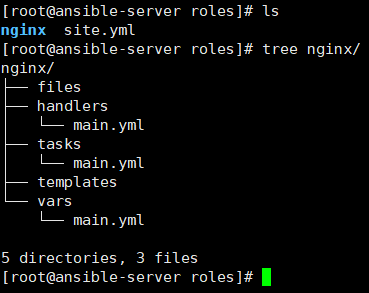 [root@ansible-server roles]# ls
nginx  site.yml
[root@ansible-server roles]# tree nginx/
nginx/
├── files
├── handlers
│   └── main.yml
├── tasks
│   └── main.yml
├── templates
└── vars
    └── main.yml

5 directories, 3 files
[root@ansible-server roles]#